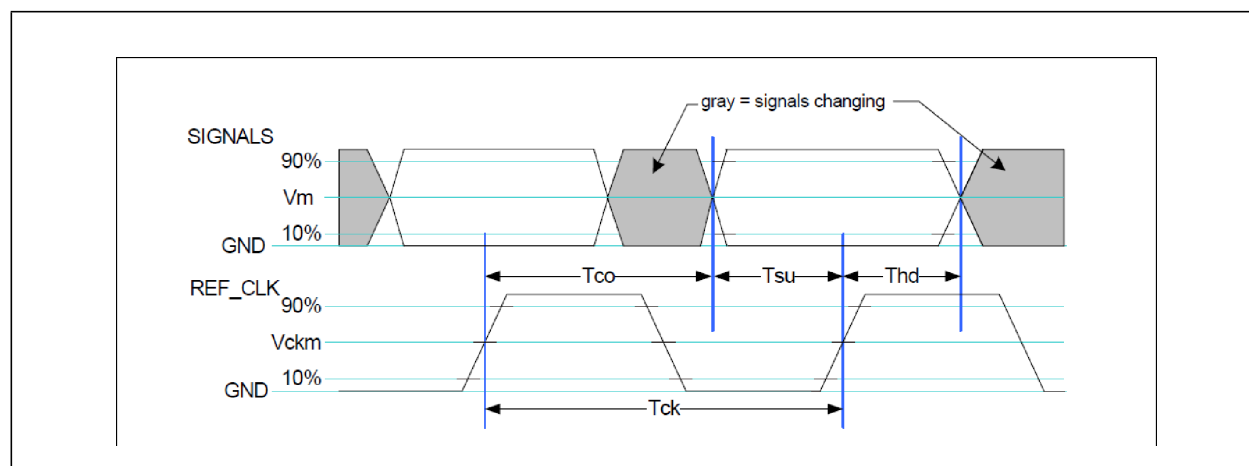 gray = signals changing
SIGNALS
90%
Vm
10%
GND
Tco
Tsu
Thd
REF_CLK
90%
Vckm
10%
GND
Tck